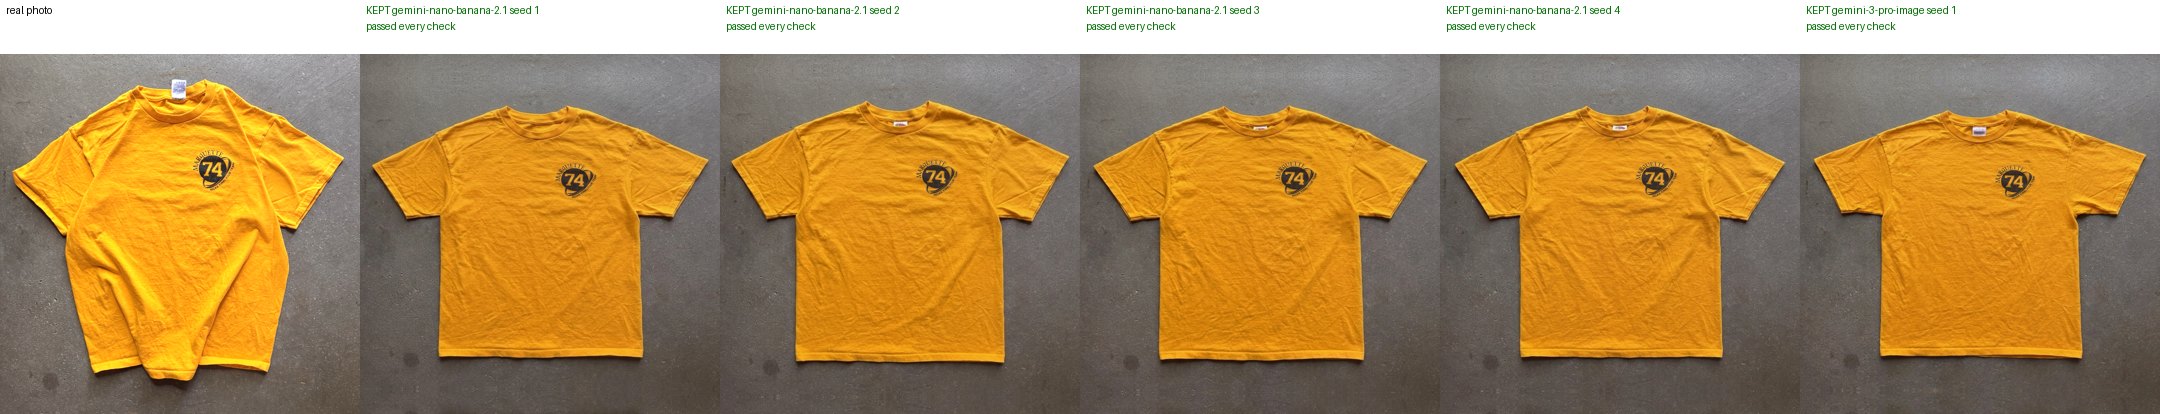 real photo
KEPT gemini-nano-banana-2.1 seed 1
passed every check
KEPT gemini-nano-banana-2.1 seed 2
passed every check
KEPT gemini-nano-banana-2.1 seed 3
passed every check
KEPT gemini-nano-banana-2.1 seed 4
passed every check
KEPT gemini-3-pro-image seed 1
passed every check
MARQUETTE
74
MARQUETTE
74
MARQUETTE
74
74
74
74